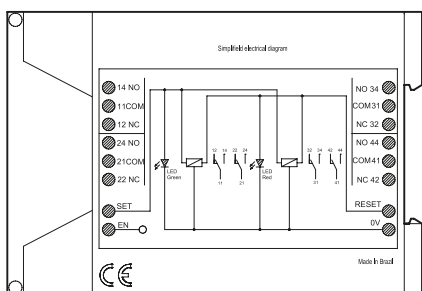 Simplifield electrical diagram
14 NO
11COM
12 NC
24 NO
21COM
22 NC
SET
EN
NO 34
COM31
NC 32
NO 44
COM41
NC 42
RESET
0V
LED
Green
12 14
11
22 24
21
LED
Red
32 34
31
42 44
41
CE
Made In Brazil